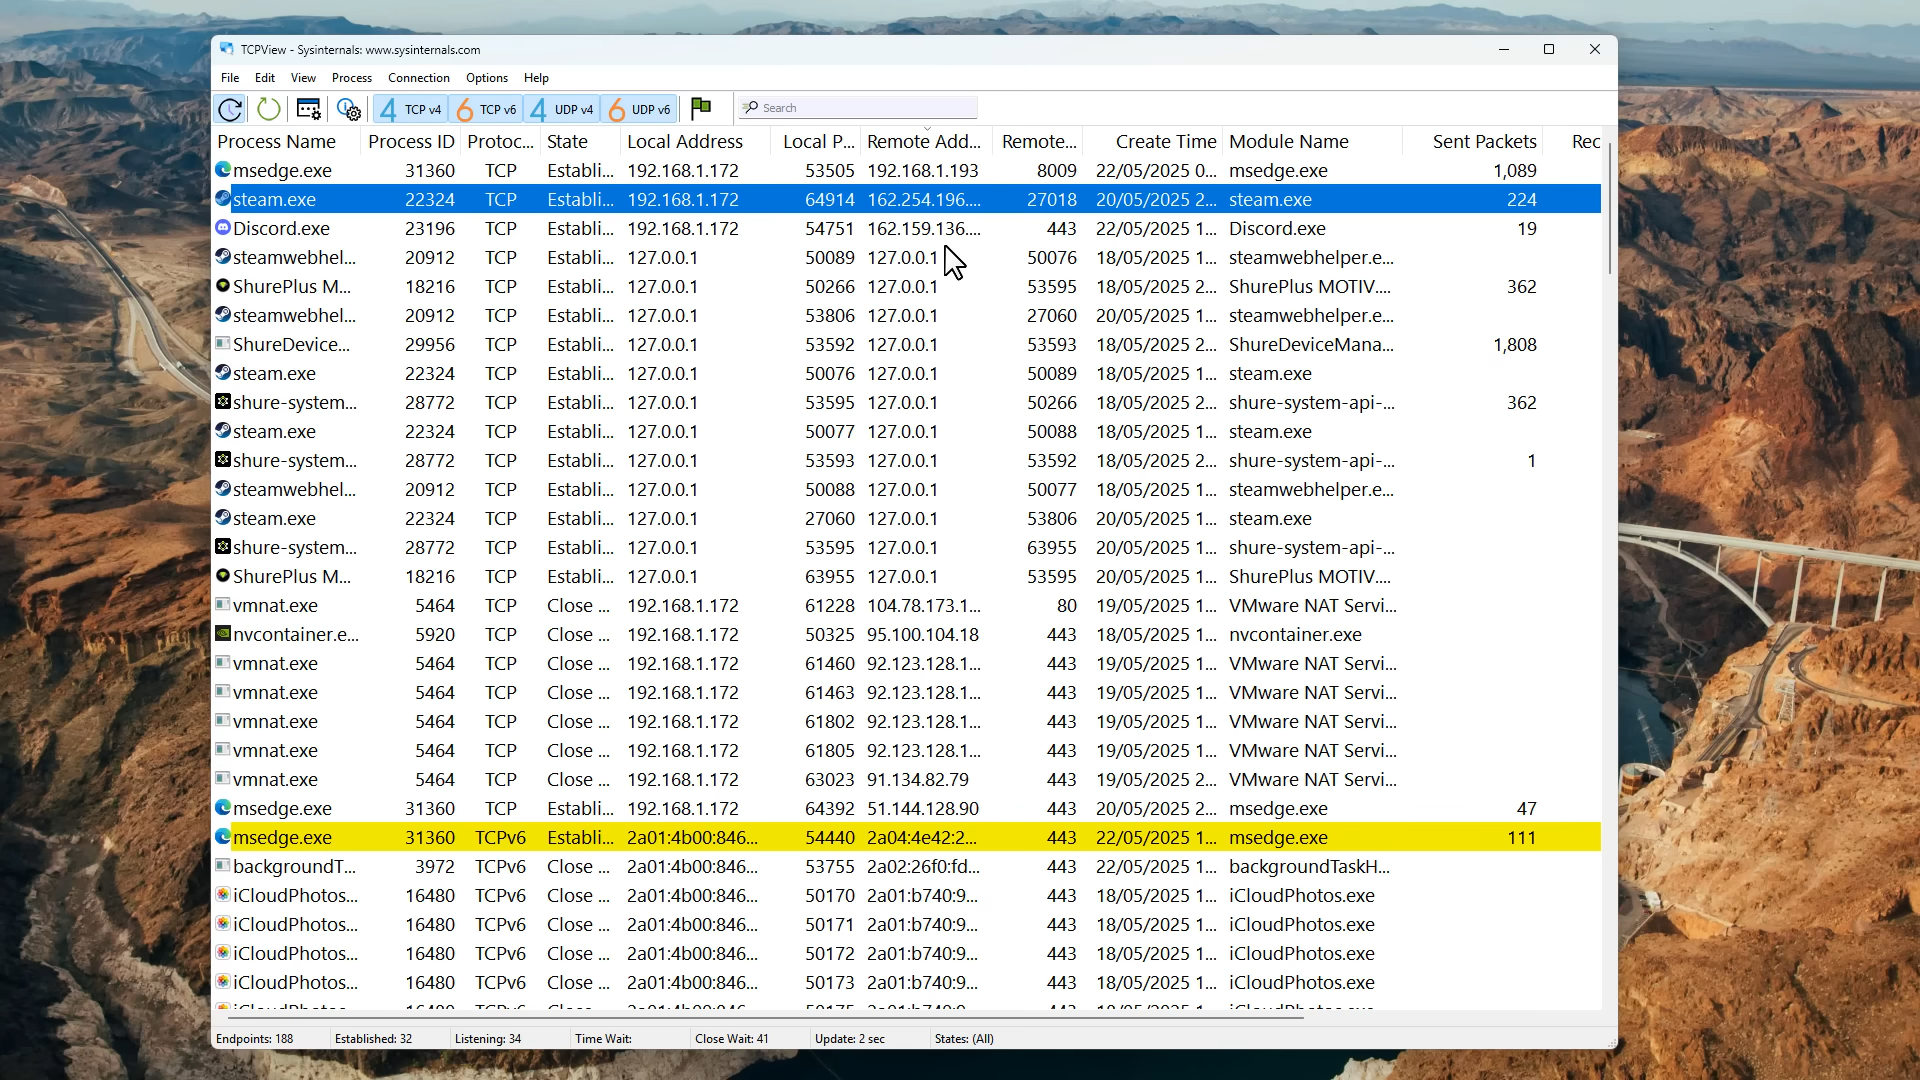 TCPView - Sysinternals: www.sysinternals.com
File Edit View Process Connection Options Help
4 TCP v4 6 TCP v6 4 UDP v4 6 UDP v6 Search
Process Name Process ID Protoc... State Local Address Local P... Remote Add... Remote... Create Time Module Name Sent Packets Rec
msedge.exe 31360 TCP Establi... 192.168.1.172 53505 192.168.1.193 8009 22/05/2025 0... msedge.exe 1,089
steam.exe 22324 TCP Establi... 192.168.1.172 64914 162.254.196.... 27018 20/05/2025 2... steam.exe 224
Discord.exe 23196 TCP Establi... 192.168.1.172 54751 162.159.136.... 443 22/05/2025 1... Discord.exe 19
steamwebhel... 20912 TCP Establi... 127.0.0.1 50089 127.0.0.1 50076 18/05/2025 1... steamwebhelper.e...
ShurePlus M... 18216 TCP Establi... 127.0.0.1 50266 127.0.0.1 53595 18/05/2025 2... ShurePlus MOTIV.... 362
steamwebhel... 20912 TCP Establi... 127.0.0.1 53806 127.0.0.1 27060 20/05/2025 1... steamwebhelper.e...
ShureDevice... 29956 TCP Establi... 127.0.0.1 53592 127.0.0.1 53593 18/05/2025 2... ShureDeviceMana... 1,808
steam.exe 22324 TCP Establi... 127.0.0.1 50076 127.0.0.1 50089 18/05/2025 1... steam.exe
shure-system... 28772 TCP Establi... 127.0.0.1 53595 127.0.0.1 50266 18/05/2025 2... shure-system-api-... 362
steam.exe 22324 TCP Establi... 127.0.0.1 50077 127.0.0.1 50088 18/05/2025 1... steam.exe
shure-system... 28772 TCP Establi... 127.0.0.1 53593 127.0.0.1 53592 18/05/2025 2... shure-system-api-... 1
steamwebhel... 20912 TCP Establi... 127.0.0.1 50088 127.0.0.1 50077 18/05/2025 1... steamwebhelper.e...
steam.exe 22324 TCP Establi... 127.0.0.1 27060 127.0.0.1 53806 20/05/2025 1... steam.exe
shure-system... 28772 TCP Establi... 127.0.0.1 53595 127.0.0.1 63955 20/05/2025 1... shure-system-api-...
ShurePlus M... 18216 TCP Establi... 127.0.0.1 63955 127.0.0.1 53595 20/05/2025 1... ShurePlus MOTIV....
vmnat.exe 5464 TCP Close ... 192.168.1.172 61228 104.78.173.1... 80 19/05/2025 1... VMware NAT Servi...
nvcontainer.e... 5920 TCP Close ... 192.168.1.172 50325 95.100.104.18 443 18/05/2025 1... nvcontainer.exe
vmnat.exe 5464 TCP Close ... 192.168.1.172 61460 92.123.128.1... 443 19/05/2025 1... VMware NAT Servi...
vmnat.exe 5464 TCP Close ... 192.168.1.172 61463 92.123.128.1... 443 19/05/2025 1... VMware NAT Servi...
vmnat.exe 5464 TCP Close ... 192.168.1.172 61802 92.123.128.1... 443 19/05/2025 1... VMware NAT Servi...
vmnat.exe 5464 TCP Close ... 192.168.1.172 61805 92.123.128.1... 443 19/05/2025 1... VMware NAT Servi...
vmnat.exe 5464 TCP Close ... 192.168.1.172 63023 91.134.82.79 443 19/05/2025 2... VMware NAT Servi...
msedge.exe 31360 TCP Establi... 192.168.1.172 64392 51.144.128.90 443 20/05/2025 2... msedge.exe 47
msedge.exe 31360 TCPv6 Establi... 2a01:4b00:846... 54440 2a04:4e42:2... 443 22/05/2025 1... msedge.exe 111
backgroundT... 3972 TCPv6 Close ... 2a01:4b00:846... 53755 2a02:26f0:fd... 443 22/05/2025 1... backgroundTaskH...
iCloudPhotos... 16480 TCPv6 Close ... 2a01:4b00:846... 50170 2a01:b740:9... 443 18/05/2025 1... iCloudPhotos.exe
iCloudPhotos... 16480 TCPv6 Close ... 2a01:4b00:846... 50171 2a01:b740:9... 443 18/05/2025 1... iCloudPhotos.exe
iCloudPhotos... 16480 TCPv6 Close ... 2a01:4b00:846... 50172 2a01:b740:9... 443 18/05/2025 1... iCloudPhotos.exe
iCloudPhotos... 16480 TCPv6 Close ... 2a01:4b00:846... 50173 2a01:b740:9... 443 18/05/2025 1... iCloudPhotos.exe
Endpoints: 188 Established: 32 Listening: 34 Time Wait: Close Wait: 41 Update: 2 sec States: (All)